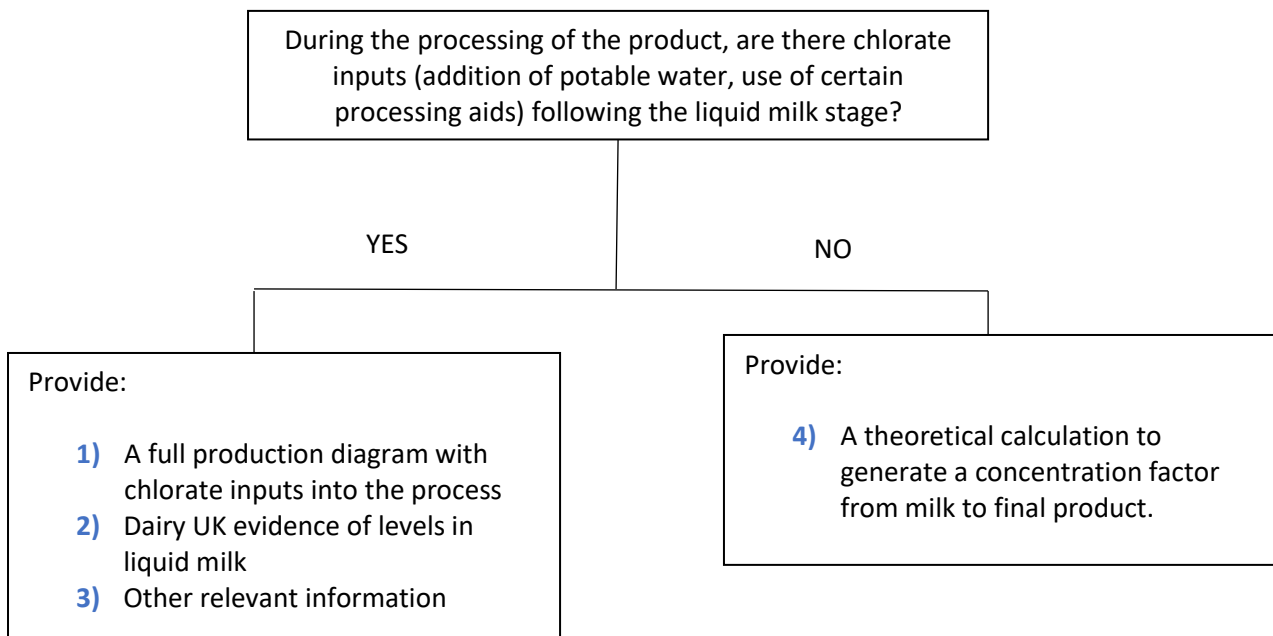 During the processing of the product, are there chlorate
inputs (addition of potable water, use of certain
processing aids) following the liquid milk stage?
YES
NO
Provide:
1) A full production diagram with
chlorate inputs into the process
2) Dairy UK evidence of levels in
liquid milk
3) Other relevant information
Provide:
4) A theoretical calculation to
generate a concentration factor
from milk to final product.